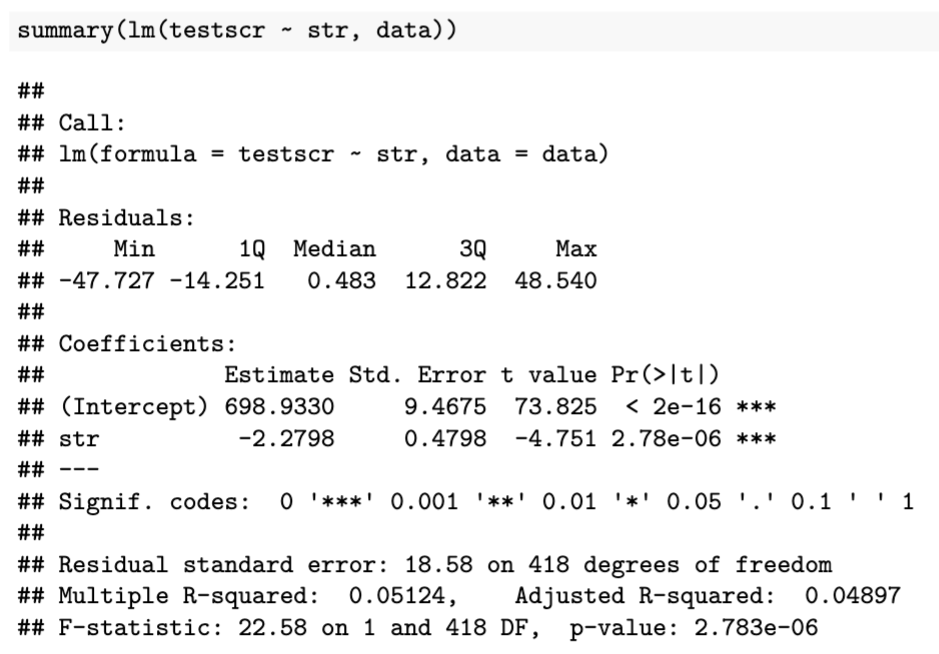 summary(lm(testscr ~ str, data))
##
## Call:
## lm(formula = testscr ~ str, data = data)
##
## Residuals:
##     Min      1Q  Median      3Q     Max
## -47.727 -14.251   0.483  12.822  48.540
##
## Coefficients:
##             Estimate Std. Error t value Pr(>|t|)
## (Intercept) 698.9330     9.4675  73.825  < 2e-16 ***
## str          -2.2798     0.4798  -4.751 2.78e-06 ***
## ---
## Signif. codes:  0 '***' 0.001 '**' 0.01 '*' 0.05 '.' 0.1 ' ' 1
##
## Residual standard error: 18.58 on 418 degrees of freedom
## Multiple R-squared:  0.05124,    Adjusted R-squared:  0.04897
## F-statistic: 22.58 on 1 and 418 DF,  p-value: 2.783e-06